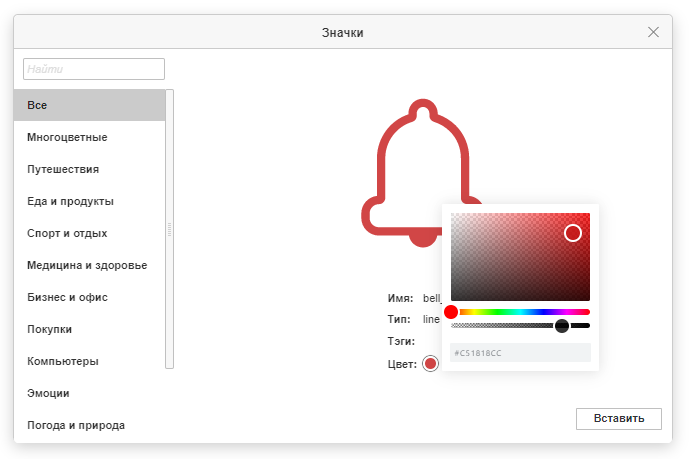 Значки
Найти
Все
Многоцветные
Путешествия
Еда и продукты
Спорт и отдых
Медицина и здоровье
Бизнес и офис
Покупки
Компьютеры
Эмоции
Погода и природа
Имя: bell_
Тип: line
Тэги:
Цвет:
#C51818CC
Вставить